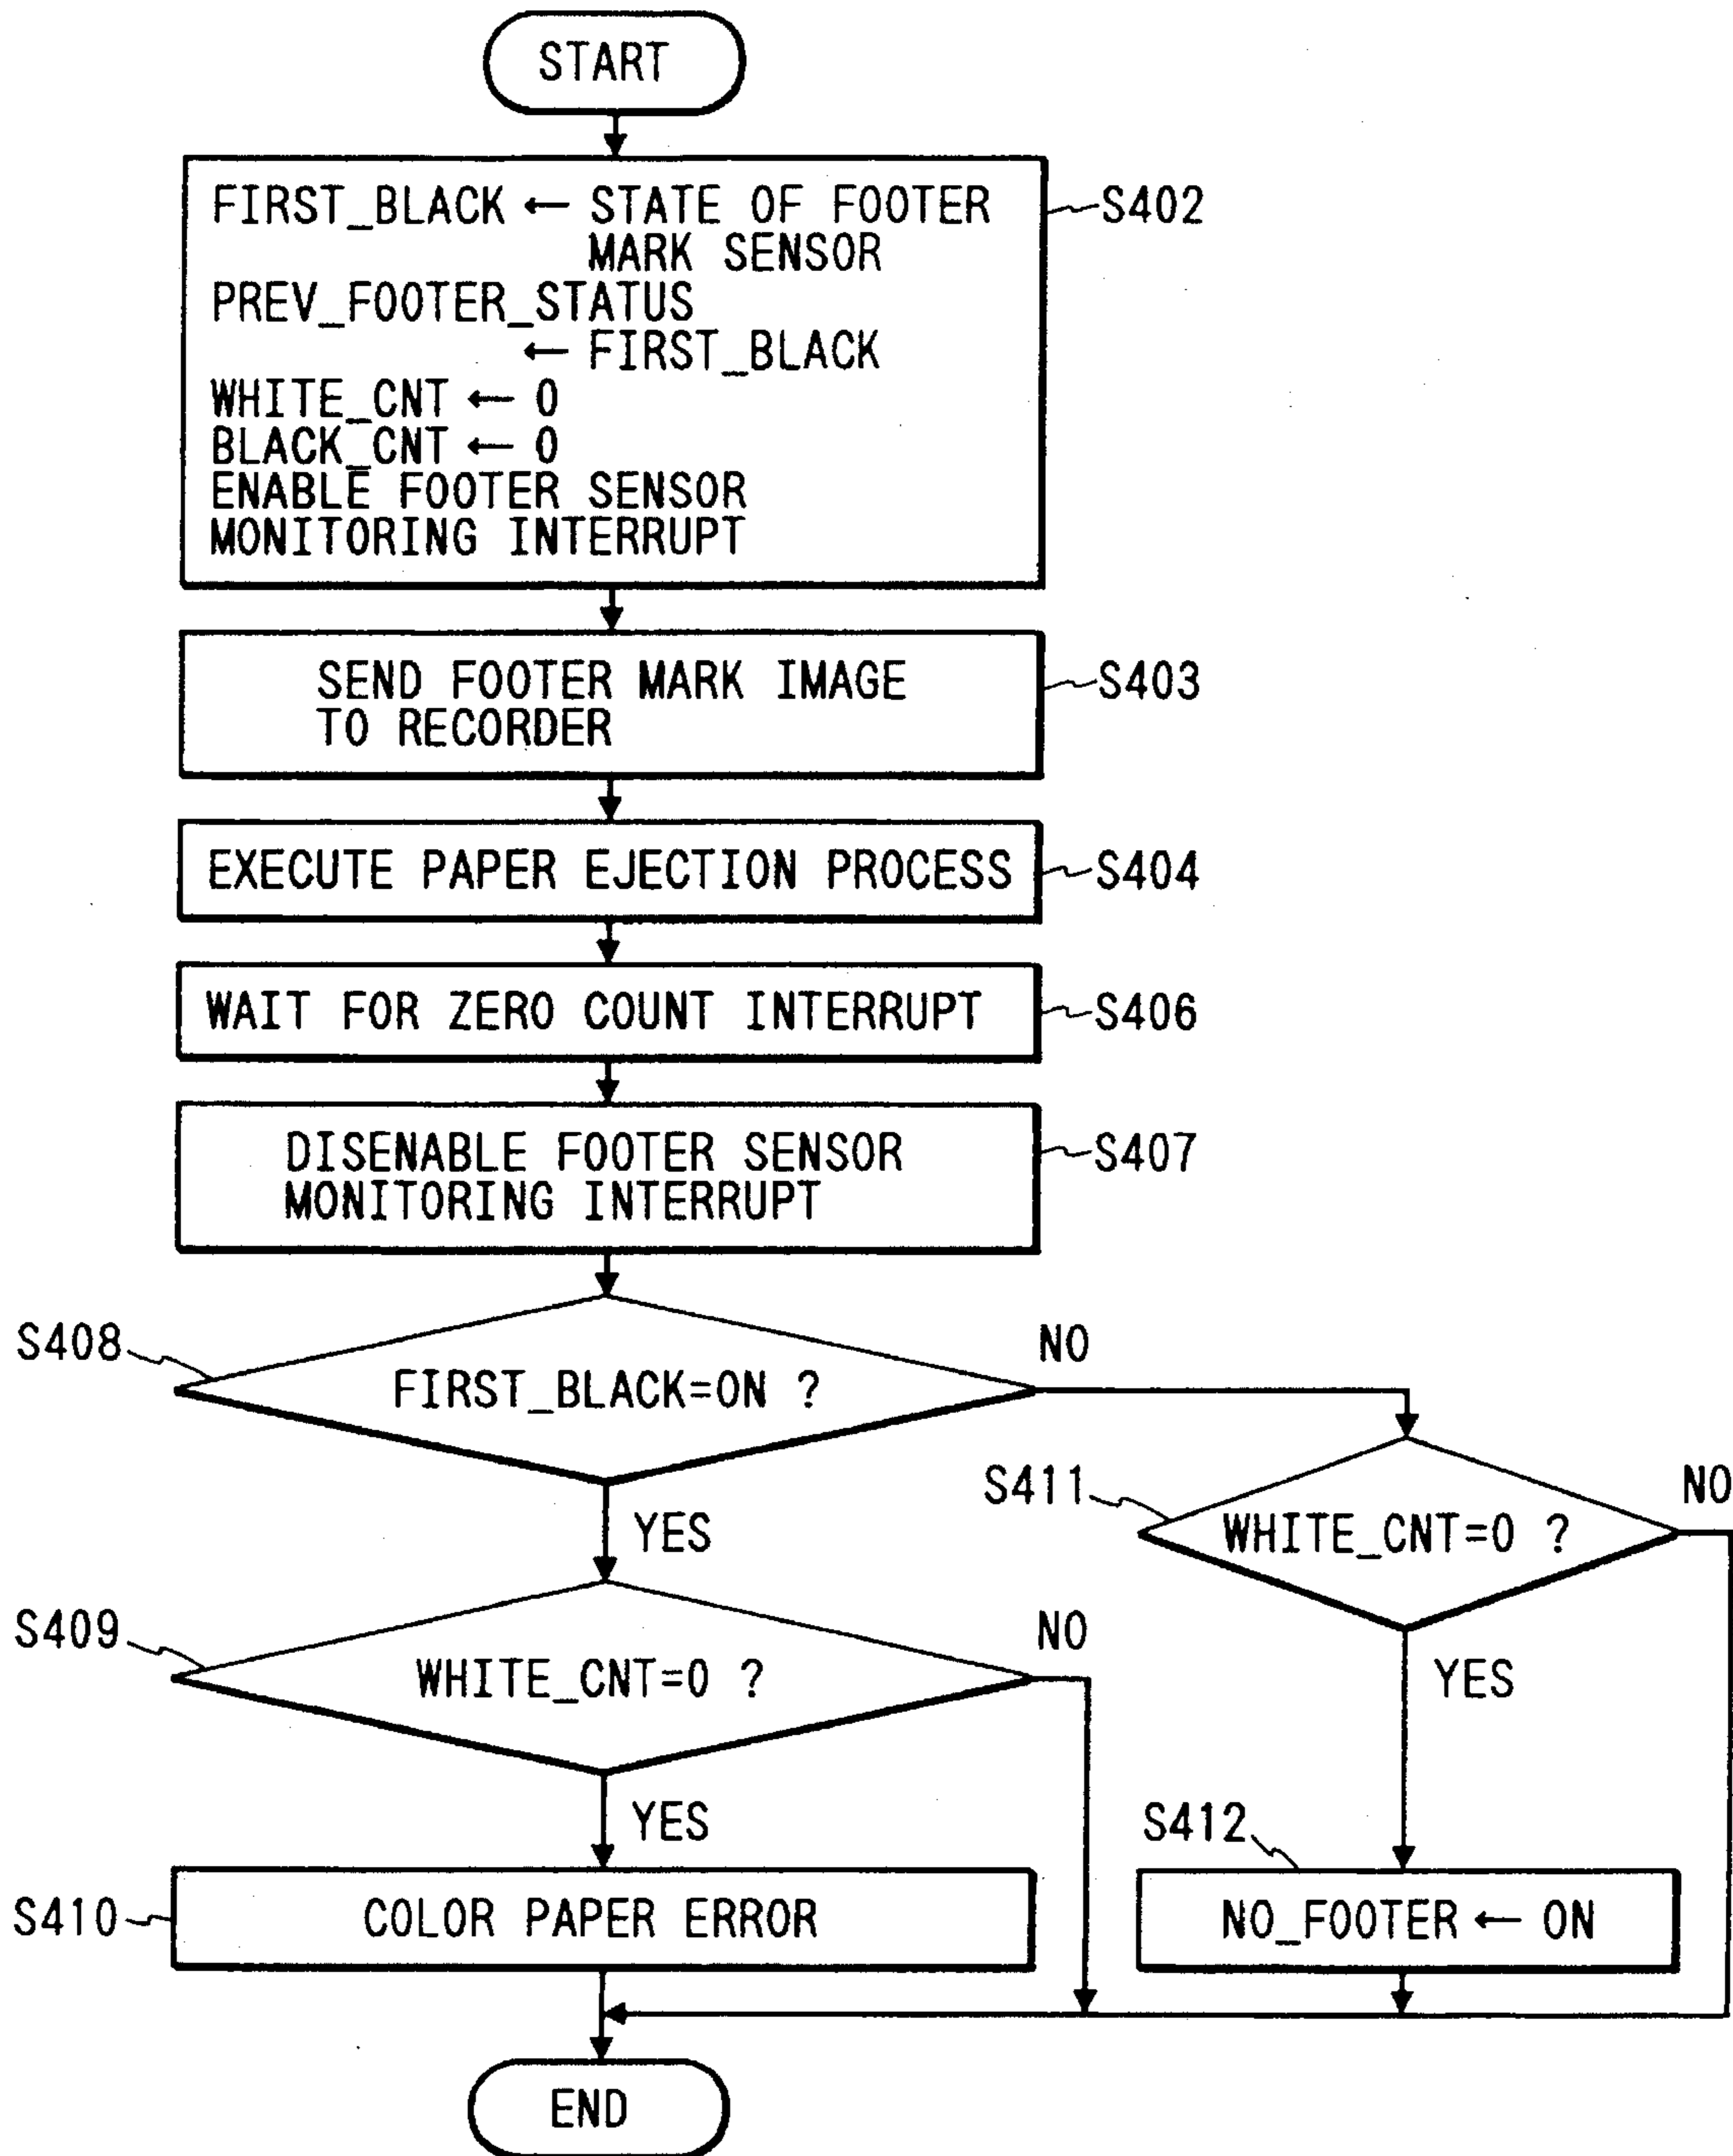 START
FIRST_BLACK ← STATE OF FOOTER
MARK SENSOR
PREV_FOOTER_STATUS
← FIRST_BLACK
WHITE_CNT ← 0
BLACK_CNT ← 0
ENABLE FOOTER SENSOR
MONITORING INTERRUPT
S402
SEND FOOTER MARK IMAGE
TO RECORDER
S403
EXECUTE PAPER EJECTION PROCESS
S404
WAIT FOR ZERO COUNT INTERRUPT
S406
DISENABLE FOOTER SENSOR
MONITORING INTERRUPT
S407
S408
FIRST_BLACK=ON ?
NO
YES
S411
WHITE_CNT=0 ?
NO
YES
S409
WHITE_CNT=0 ?
NO
YES
S410
COLOR PAPER ERROR
S412
NO_FOOTER ← ON
END